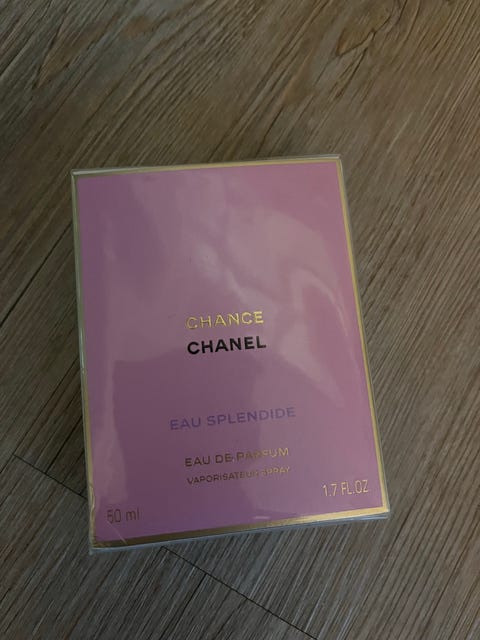 CHANCE
CHANEL
EAU SPLENDIDE
EAU DE PARFUM
VAPORISATEUR SPRAY
50 ml
1.7 FL.OZ